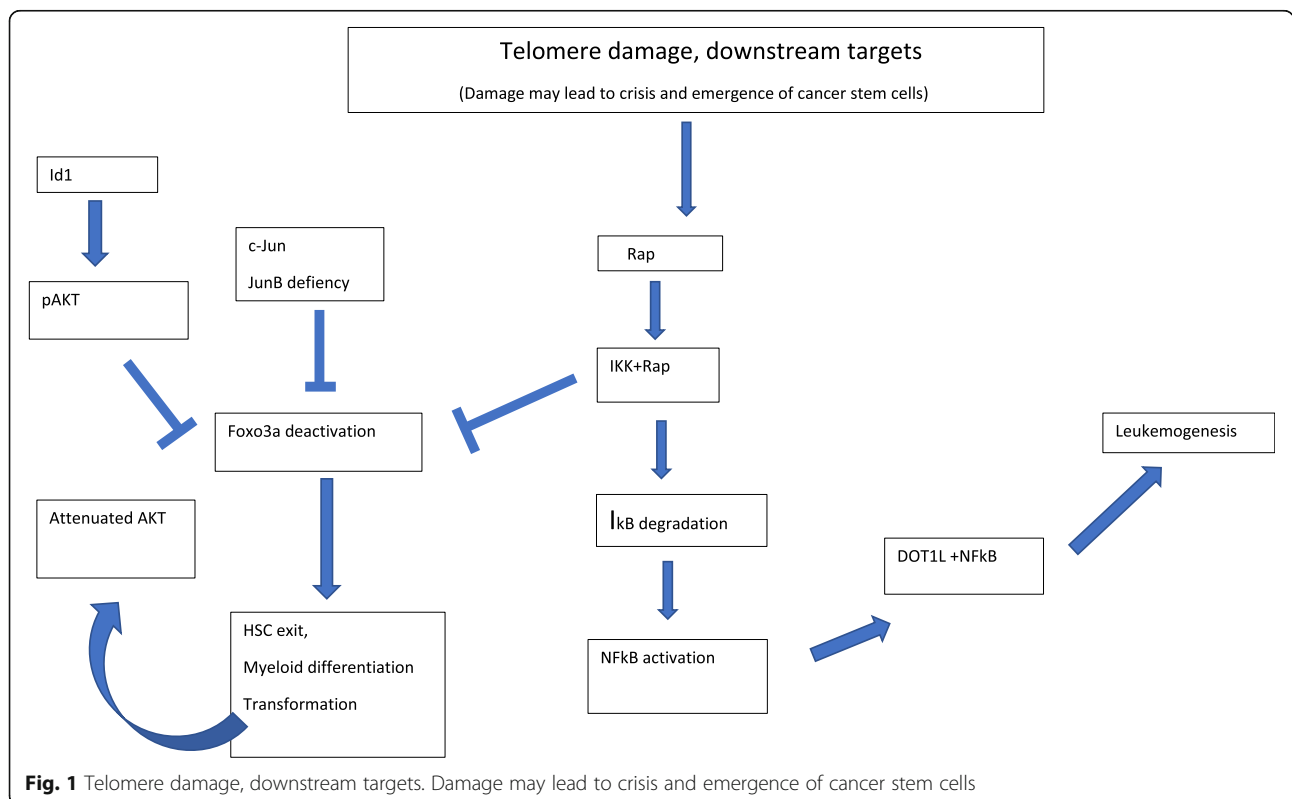 Telomere damage, downstream targets
(Damage may lead to crisis and emergence of cancer stem cells)
Id1
c-Jun
JunB defiency
Rap
pAKT
IKK+Rap
Foxo3a deactivation
Leukemogenesis
Attenuated AKT
IkB degradation
DOT1L +NFkB
HSC exit,
Myeloid differentiation
Transformation
NFkB activation
Fig. 1 Telomere damage, downstream targets. Damage may lead to crisis and emergence of cancer stem cells